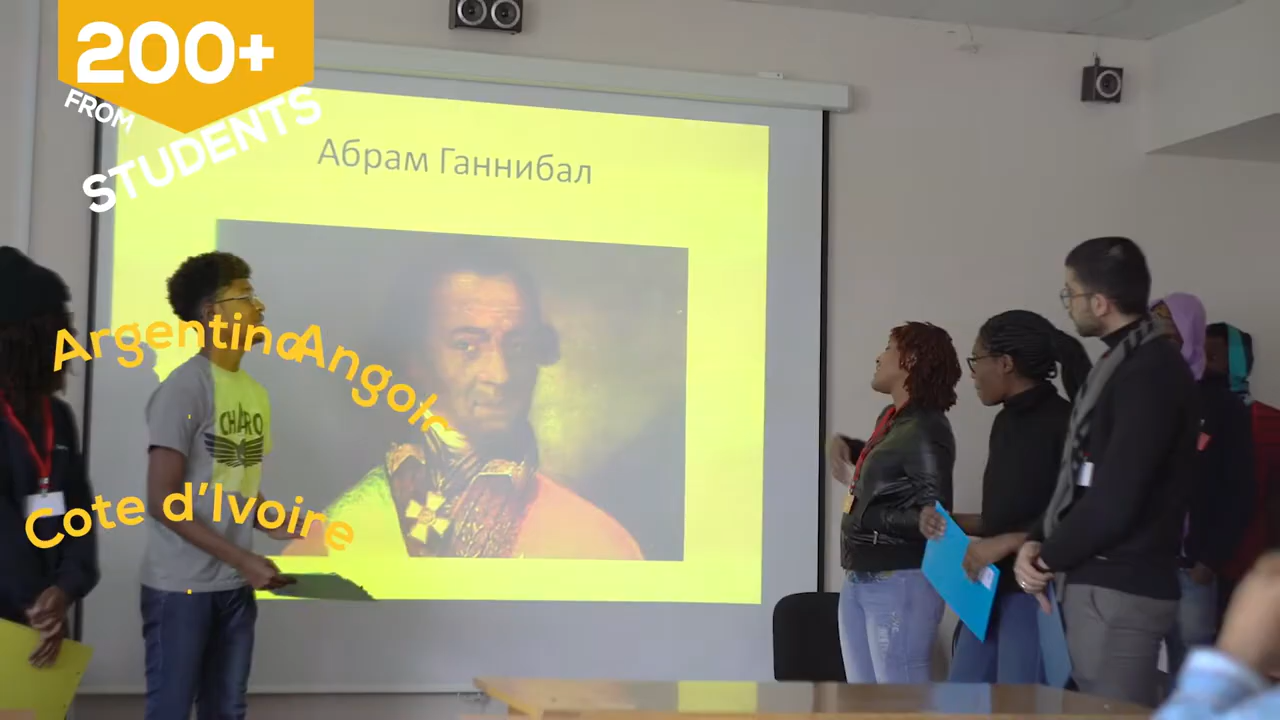 200+
FROM
STUDENTS
Абрам Ганнибал
Argentina
Angola
CHARO
Cote d’Ivoire